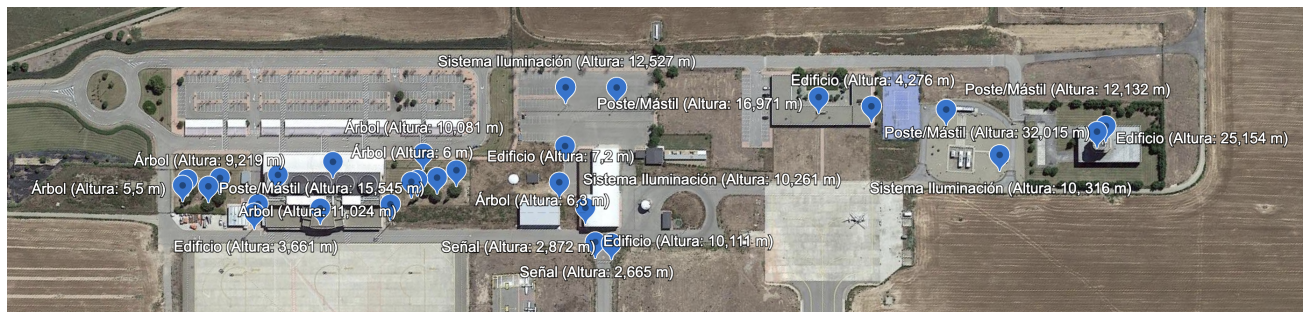 Sistema Iluminación (Altura: 12,527 m)
Edificio (Altura: 4,276 m)
Poste/Mástil (Altura: 12,132 m)
Poste/Mástil (Altura: 16,971 m)
Árbol (Altura: 10,081 m)
Poste/Mástil (Altura: 32,015 m)
Edificio (Altura: 25,154 m)
Árbol (Altura: 6 m)
Edificio (Altura: 7,2 m)
Árbol (Altura: 9,219 m)
Sistema Iluminación (Altura: 10,261 m)
Árbol (Altura: 5,5 m)
Poste/Mástil (Altura: 15,545 m)
Sistema Iluminación (Altura: 10, 316 m)
Árbol (Altura: 6,3 m)
Árbol (Altura: 11,024 m)
Edificio (Altura: 3,661 m)
Señal (Altura: 2,872 m)
Edificio (Altura: 10,111 m)
Señal (Altura: 2,665 m)